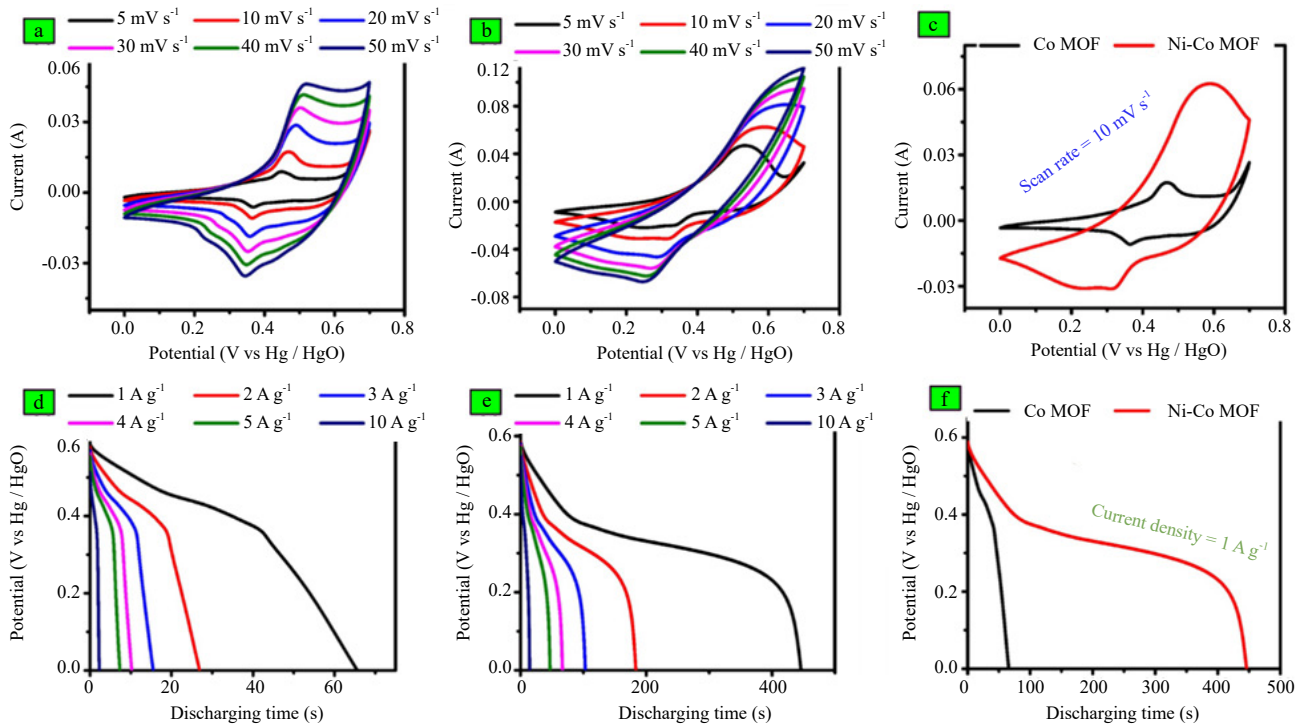 a
5 mV s⁻¹ 10 mV s⁻¹ 20 mV s⁻¹
30 mV s⁻¹ 40 mV s⁻¹ 50 mV s⁻¹
0.06
0.03
0.00
-0.03
Current (A)
0.0 0.2 0.4 0.6 0.8
Potential (V vs Hg / HgO)
b
5 mV s⁻¹ 10 mV s⁻¹ 20 mV s⁻¹
30 mV s⁻¹ 40 mV s⁻¹ 50 mV s⁻¹
0.12
0.08
0.04
0.00
-0.04
-0.08
Current (A)
0.0 0.2 0.4 0.6 0.8
Potential (V vs Hg / HgO)
c
Co MOF Ni-Co MOF
Scan rate = 10 mV s⁻¹
0.06
0.03
0.00
-0.03
Current (A)
0.0 0.2 0.4 0.6 0.8
Potential (V vs Hg / HgO)
d
1 A g⁻¹ 2 A g⁻¹ 3 A g⁻¹
4 A g⁻¹ 5 A g⁻¹ 10 A g⁻¹
0.6
0.4
0.2
0.0
Potential (V vs Hg / HgO)
0 20 40 60
Discharging time (s)
e
1 A g⁻¹ 2 A g⁻¹ 3 A g⁻¹
4 A g⁻¹ 5 A g⁻¹ 10 A g⁻¹
0.6
0.4
0.2
0.0
Potential (V vs Hg / HgO)
0 200 400
Discharging time (s)
f
Co MOF Ni-Co MOF
Current density = 1 A g⁻¹
0.6
0.4
0.2
0.0
Potential (V vs Hg / HgO)
0 100 200 300 400 500
Discharging time (s)